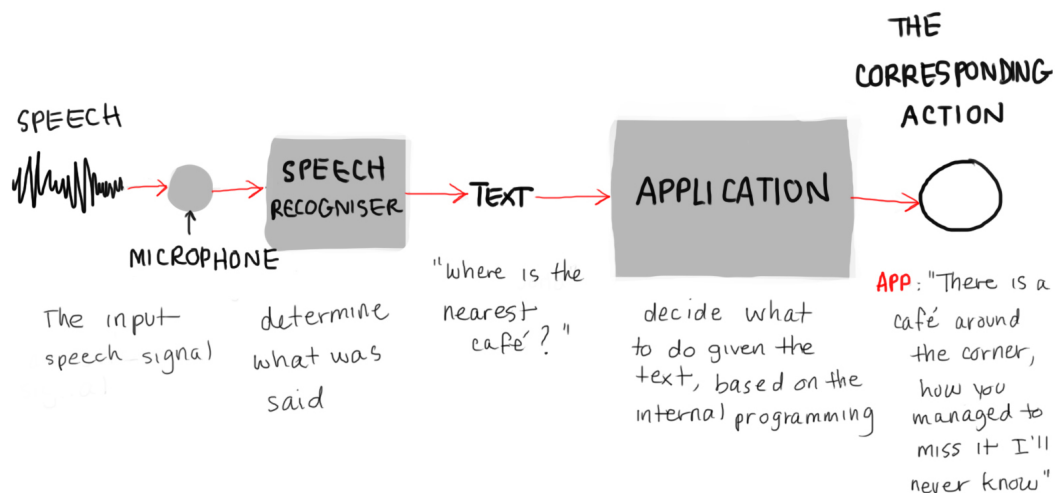 SPEECH
MICROPHONE
The input
speech signal
SPEECH
RECOGNISER
determine
what was
said
TEXT
"where is the
nearest
café?"
APPLICATION
decide what
to do given the
text, based on the
internal programming
THE
CORRESPONDING
ACTION
APP: "There is a
café around
the corner,
how you
managed to
miss it I'll
never know"